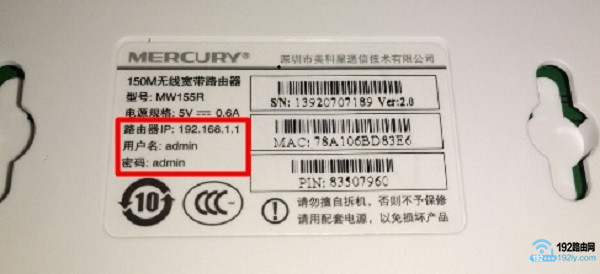 MERCURY®
深圳市美科星通信技术有限公司
150M无线宽带路由器
型号: MW155R
电源规格: 5V⎓0.6A
路由器IP: 192.168.1.1
用户名: admin
密码: admin
S/N: 13920707189 Ver:2.0
MAC: 78A106BD83E6
PIN: 83507960
10
CCC
请勿擅自拆机，否则不予保修
请用配套电源，以免损坏产品
192路由网
192ly.com